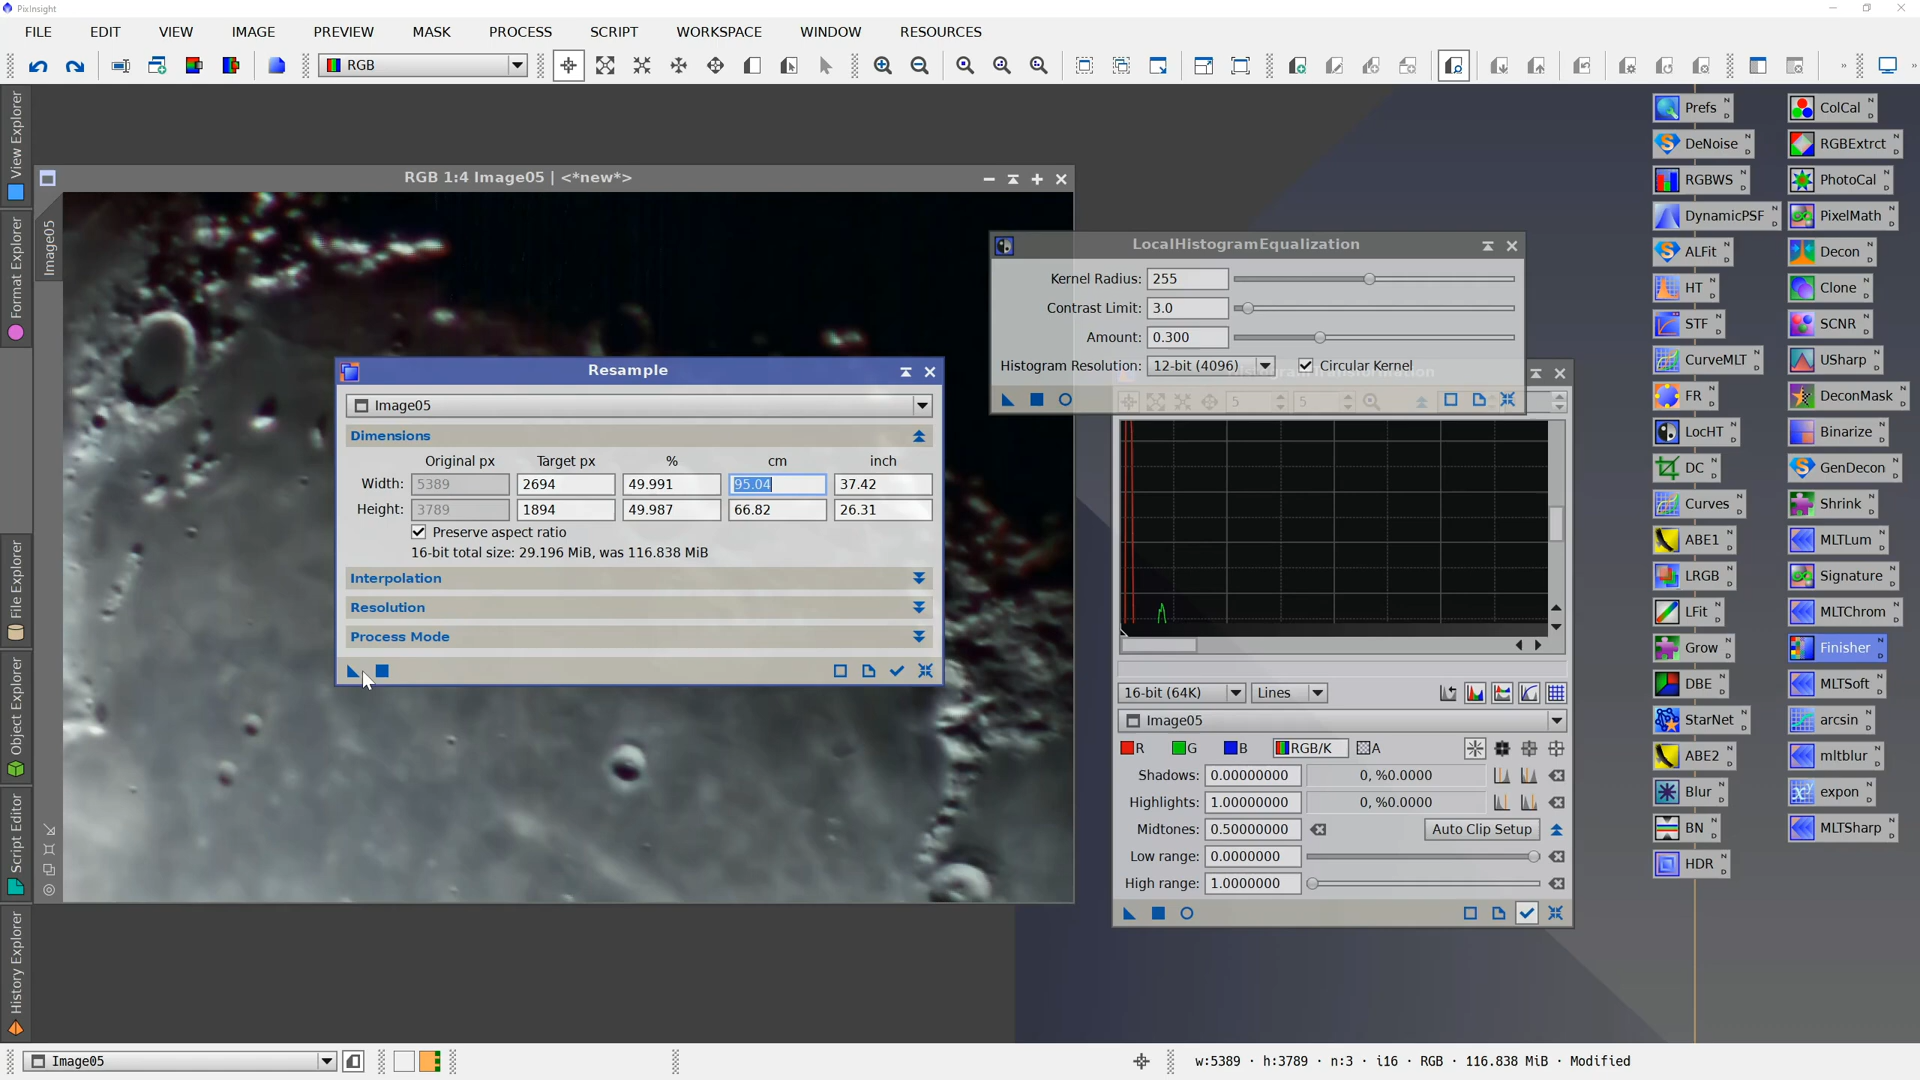 PixInsight
FILE EDIT VIEW IMAGE PREVIEW MASK PROCESS SCRIPT WORKSPACE WINDOW RESOURCES
RGB
View Explorer
Format Explorer
File Explorer
Object Explorer
Script Editor
History Explorer
RGB 1:4 Image05 | <*new*>
Image05
LocalHistogramEqualization
Kernel Radius: 255
Contrast Limit: 3.0
Amount: 0.300
Histogram Resolution: 12-bit (4096) Circular Kernel
Resample
Image05
Dimensions
Original px Target px % cm inch
Width: 5389 2694 49.991 95.04 37.42
Height: 3789 1894 49.987 66.82 26.31
Preserve aspect ratio
16-bit total size: 29.196 MiB, was 116.838 MiB
Interpolation
Resolution
Process Mode
5 5
16-bit (64K) Lines
Image05
R G B RGB/K A
Shadows: 0.00000000 0, %0.0000
Highlights: 1.00000000 0, %0.0000
Midtones: 0.50000000 Auto Clip Setup
Low range: 0.0000000
High range: 1.0000000
Prefs ColCal
DeNoise RGBExtrct
RGBWS PhotoCal
DynamicPSF PixelMath
ALFit Decon
HT Clone
STF SCNR
CurveMLT USharp
FR DeconMask
LocHT Binarize
DC GenDecon
Curves Shrink
ABE1 MLTLum
LRGB Signature
LFit MLTChrom
Grow Finisher
DBE MLTSoft
StarNet arcsin
ABE2 mltblur
Blur expon
BN MLTSharp
HDR
Image05
w:5389 · h:3789 · n:3 · i16 · RGB · 116.838 MiB · Modified